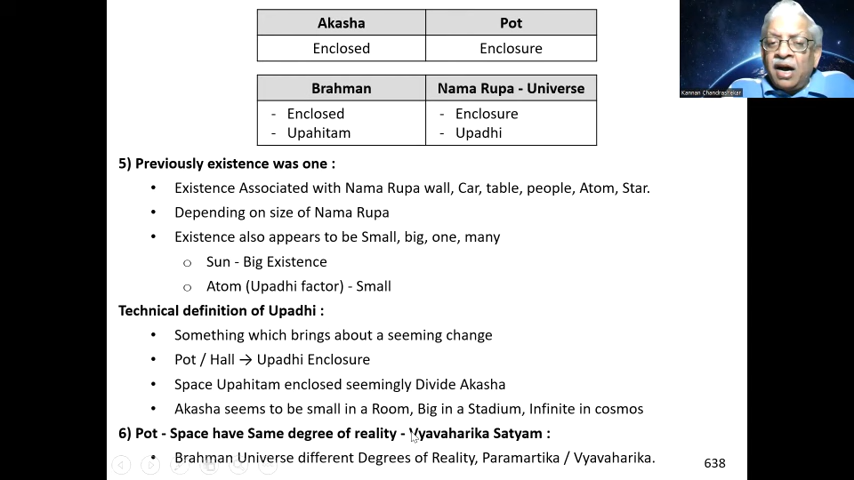 Akasha Pot
Enclosed Enclosure
Brahman Nama Rupa - Universe
- Enclosed - Enclosure
- Upahitam - Upadhi
5) Previously existence was one :
• Existence Associated with Nama Rupa wall, Car, table, people, Atom, Star.
• Depending on size of Nama Rupa
• Existence also appears to be Small, big, one, many
o Sun - Big Existence
o Atom (Upadhi factor) - Small
Technical definition of Upadhi :
• Something which brings about a seeming change
• Pot / Hall → Upadhi Enclosure
• Space Upahitam enclosed seemingly Divide Akasha
• Akasha seems to be small in a Room, Big in a Stadium, Infinite in cosmos
6) Pot - Space have Same degree of reality - Vyavaharika Satyam :
• Brahman Universe different Degrees of Reality, Paramartika / Vyavaharika.
638
Kannan Chandrasekar